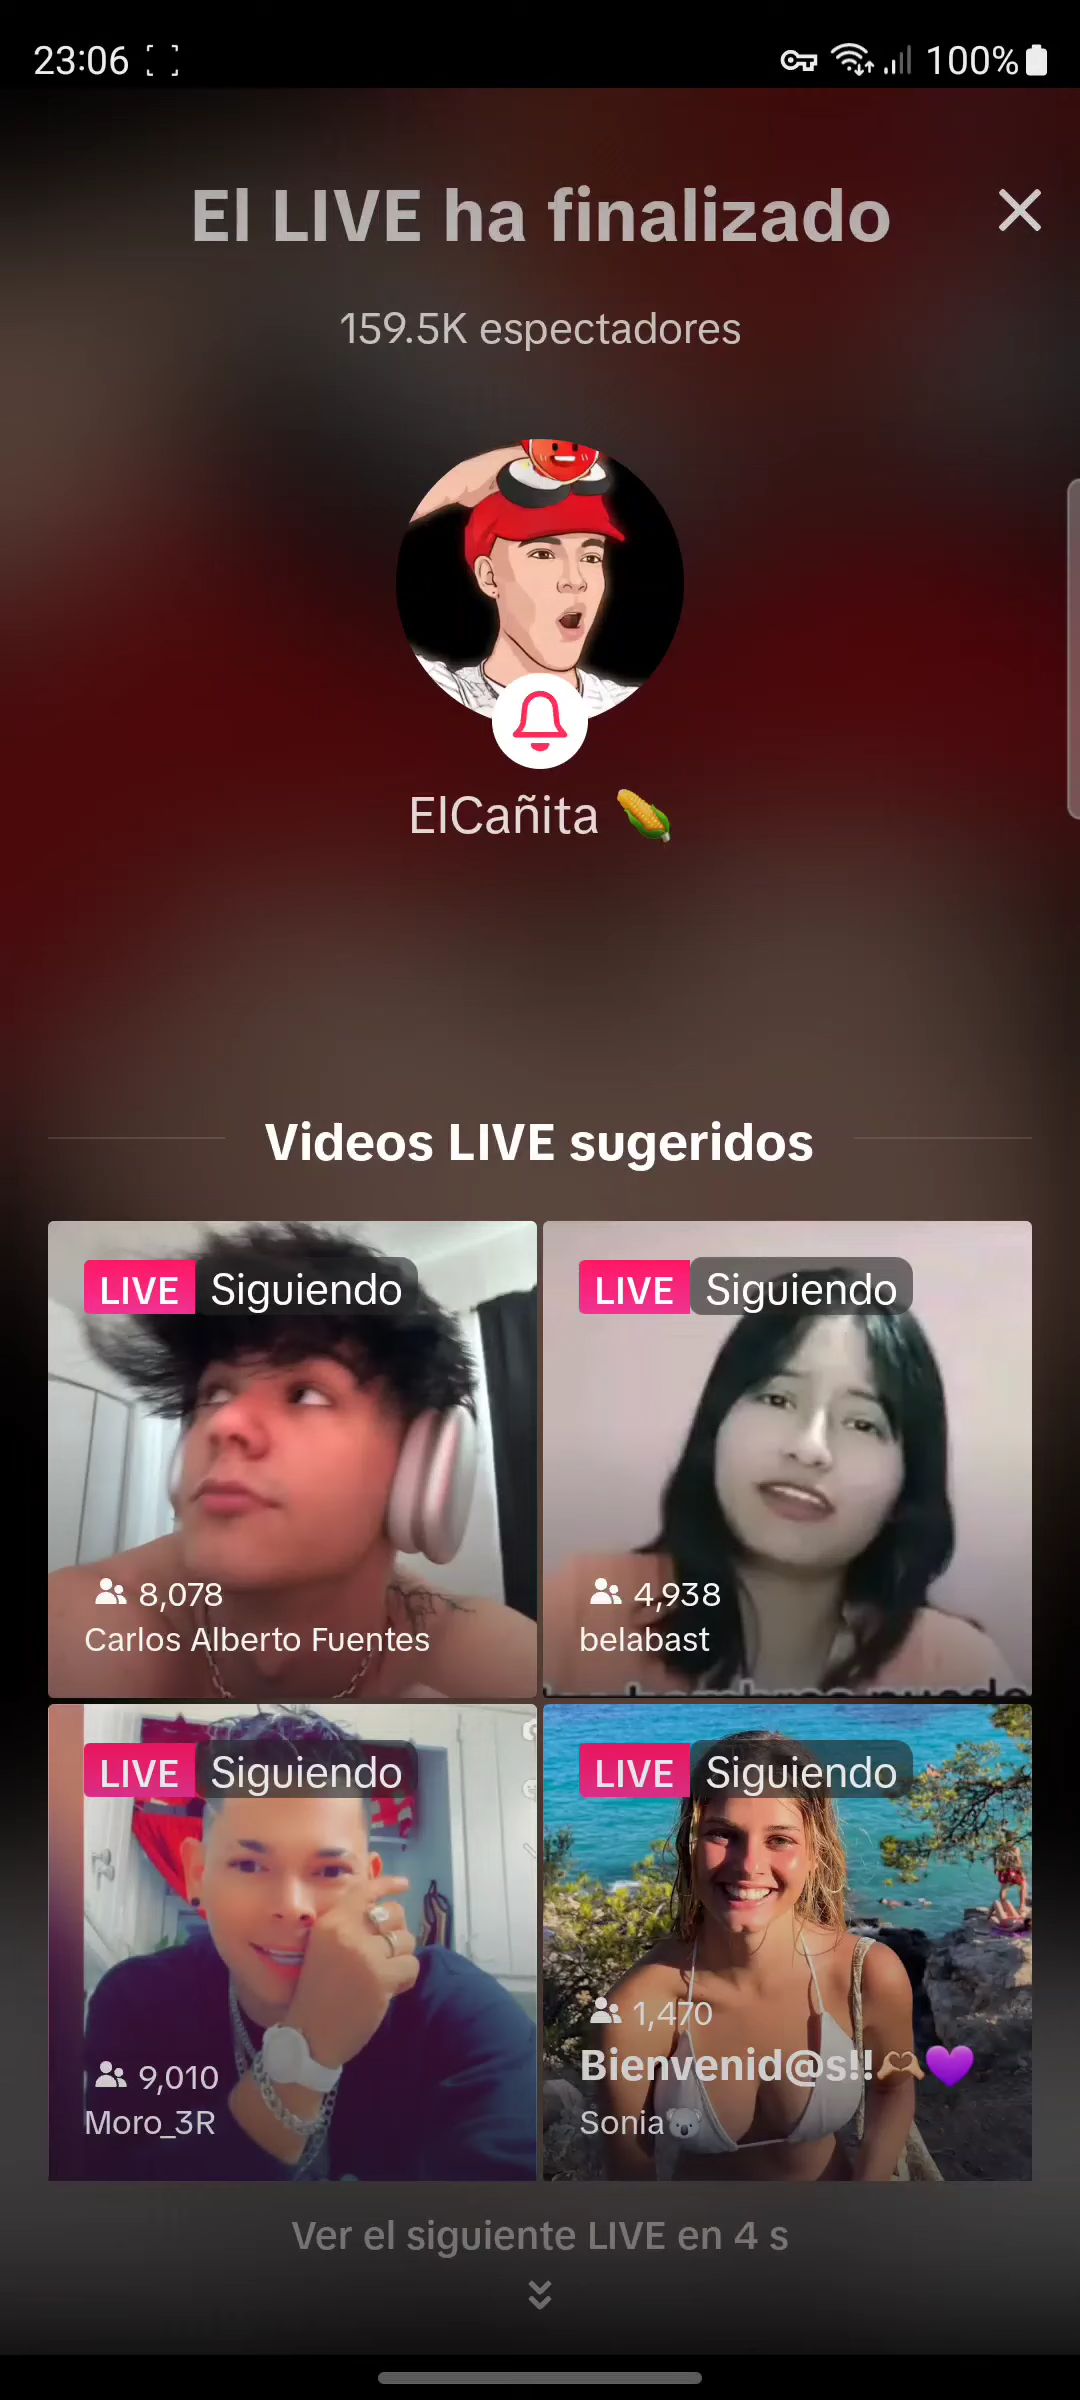 23:06
100%
El LIVE ha finalizado
159.5K espectadores
ElCañita 🌽
Videos LIVE sugeridos
LIVE Siguiendo
8,078
Carlos Alberto Fuentes
LIVE Siguiendo
4,938
belabast
LIVE Siguiendo
9,010
Moro_3R
LIVE Siguiendo
1,470
Bienvenid@s!!🫶🏽💜
Sonia🐨
Ver el siguiente LIVE en 4 s